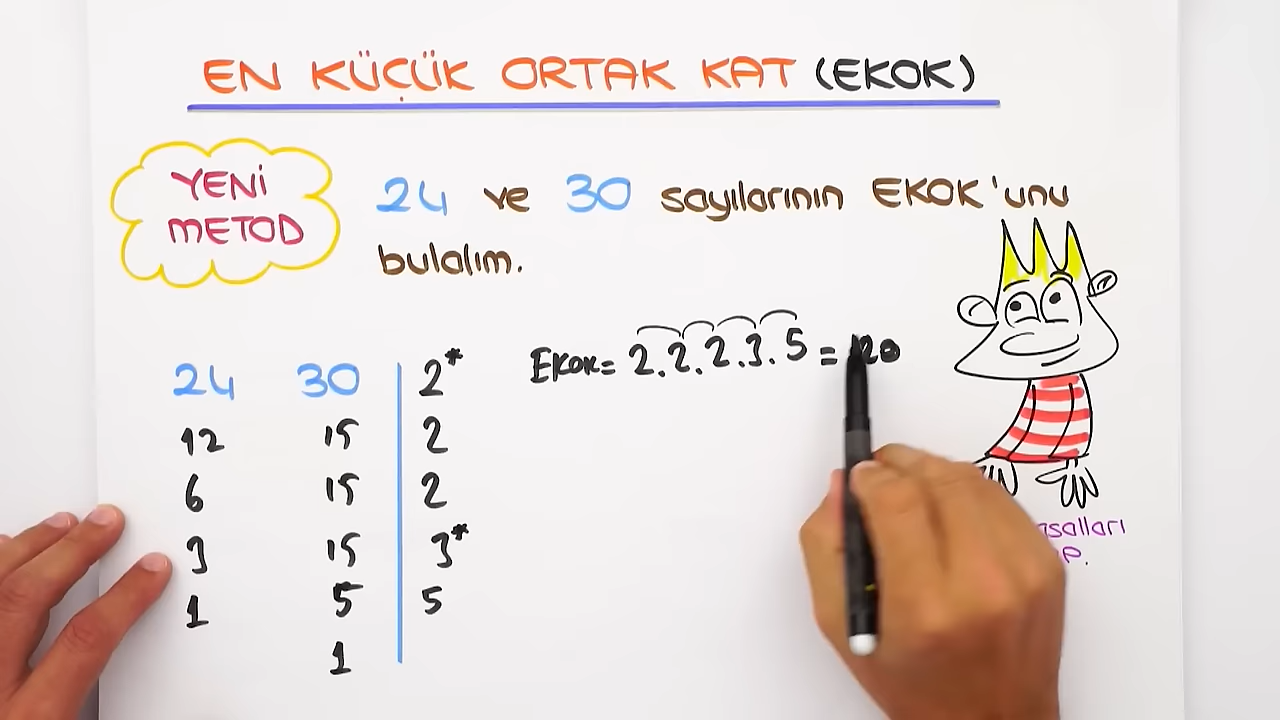 EN KÜÇÜK ORTAK KAT (EKOK)
YENİ
METOD
24 ve 30 sayılarının EKOK'unu
bulalım.
24 30 2*
12 15 2
6 15 2
3 15 3*
1 5 5
1
EKOK= 2.2.2.3.5 = 120